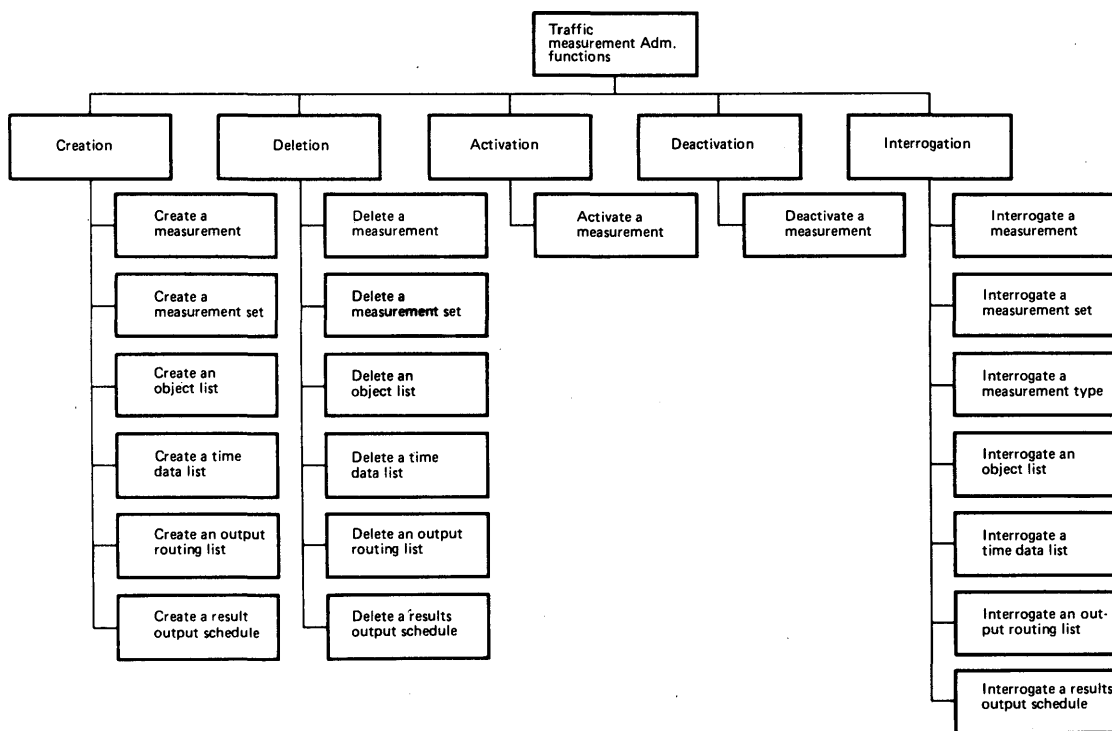 Traffic
measurement Adm.
functions
Creation
Deletion
Activation
Deactivation
Interrogation
Create a
measurement
Create a
measurement set
Create an
object list
Create a time
data list
Create an output
routing list
Create a result
output schedule
Delete a
measurement
Delete a
measurement set
Delete an
object list
Delete a time
data list
Delete an output
routing list
Delete a results
output schedule
Activate a
measurement
Deactivate a
measurement
Interrogate a
measurement
Interrogate a
measurement set
Interrogate a
measurement type
Interrogate an
object list
Interrogate a
time data list
Interrogate an out-
put routing list
Interrogate a results
output schedule